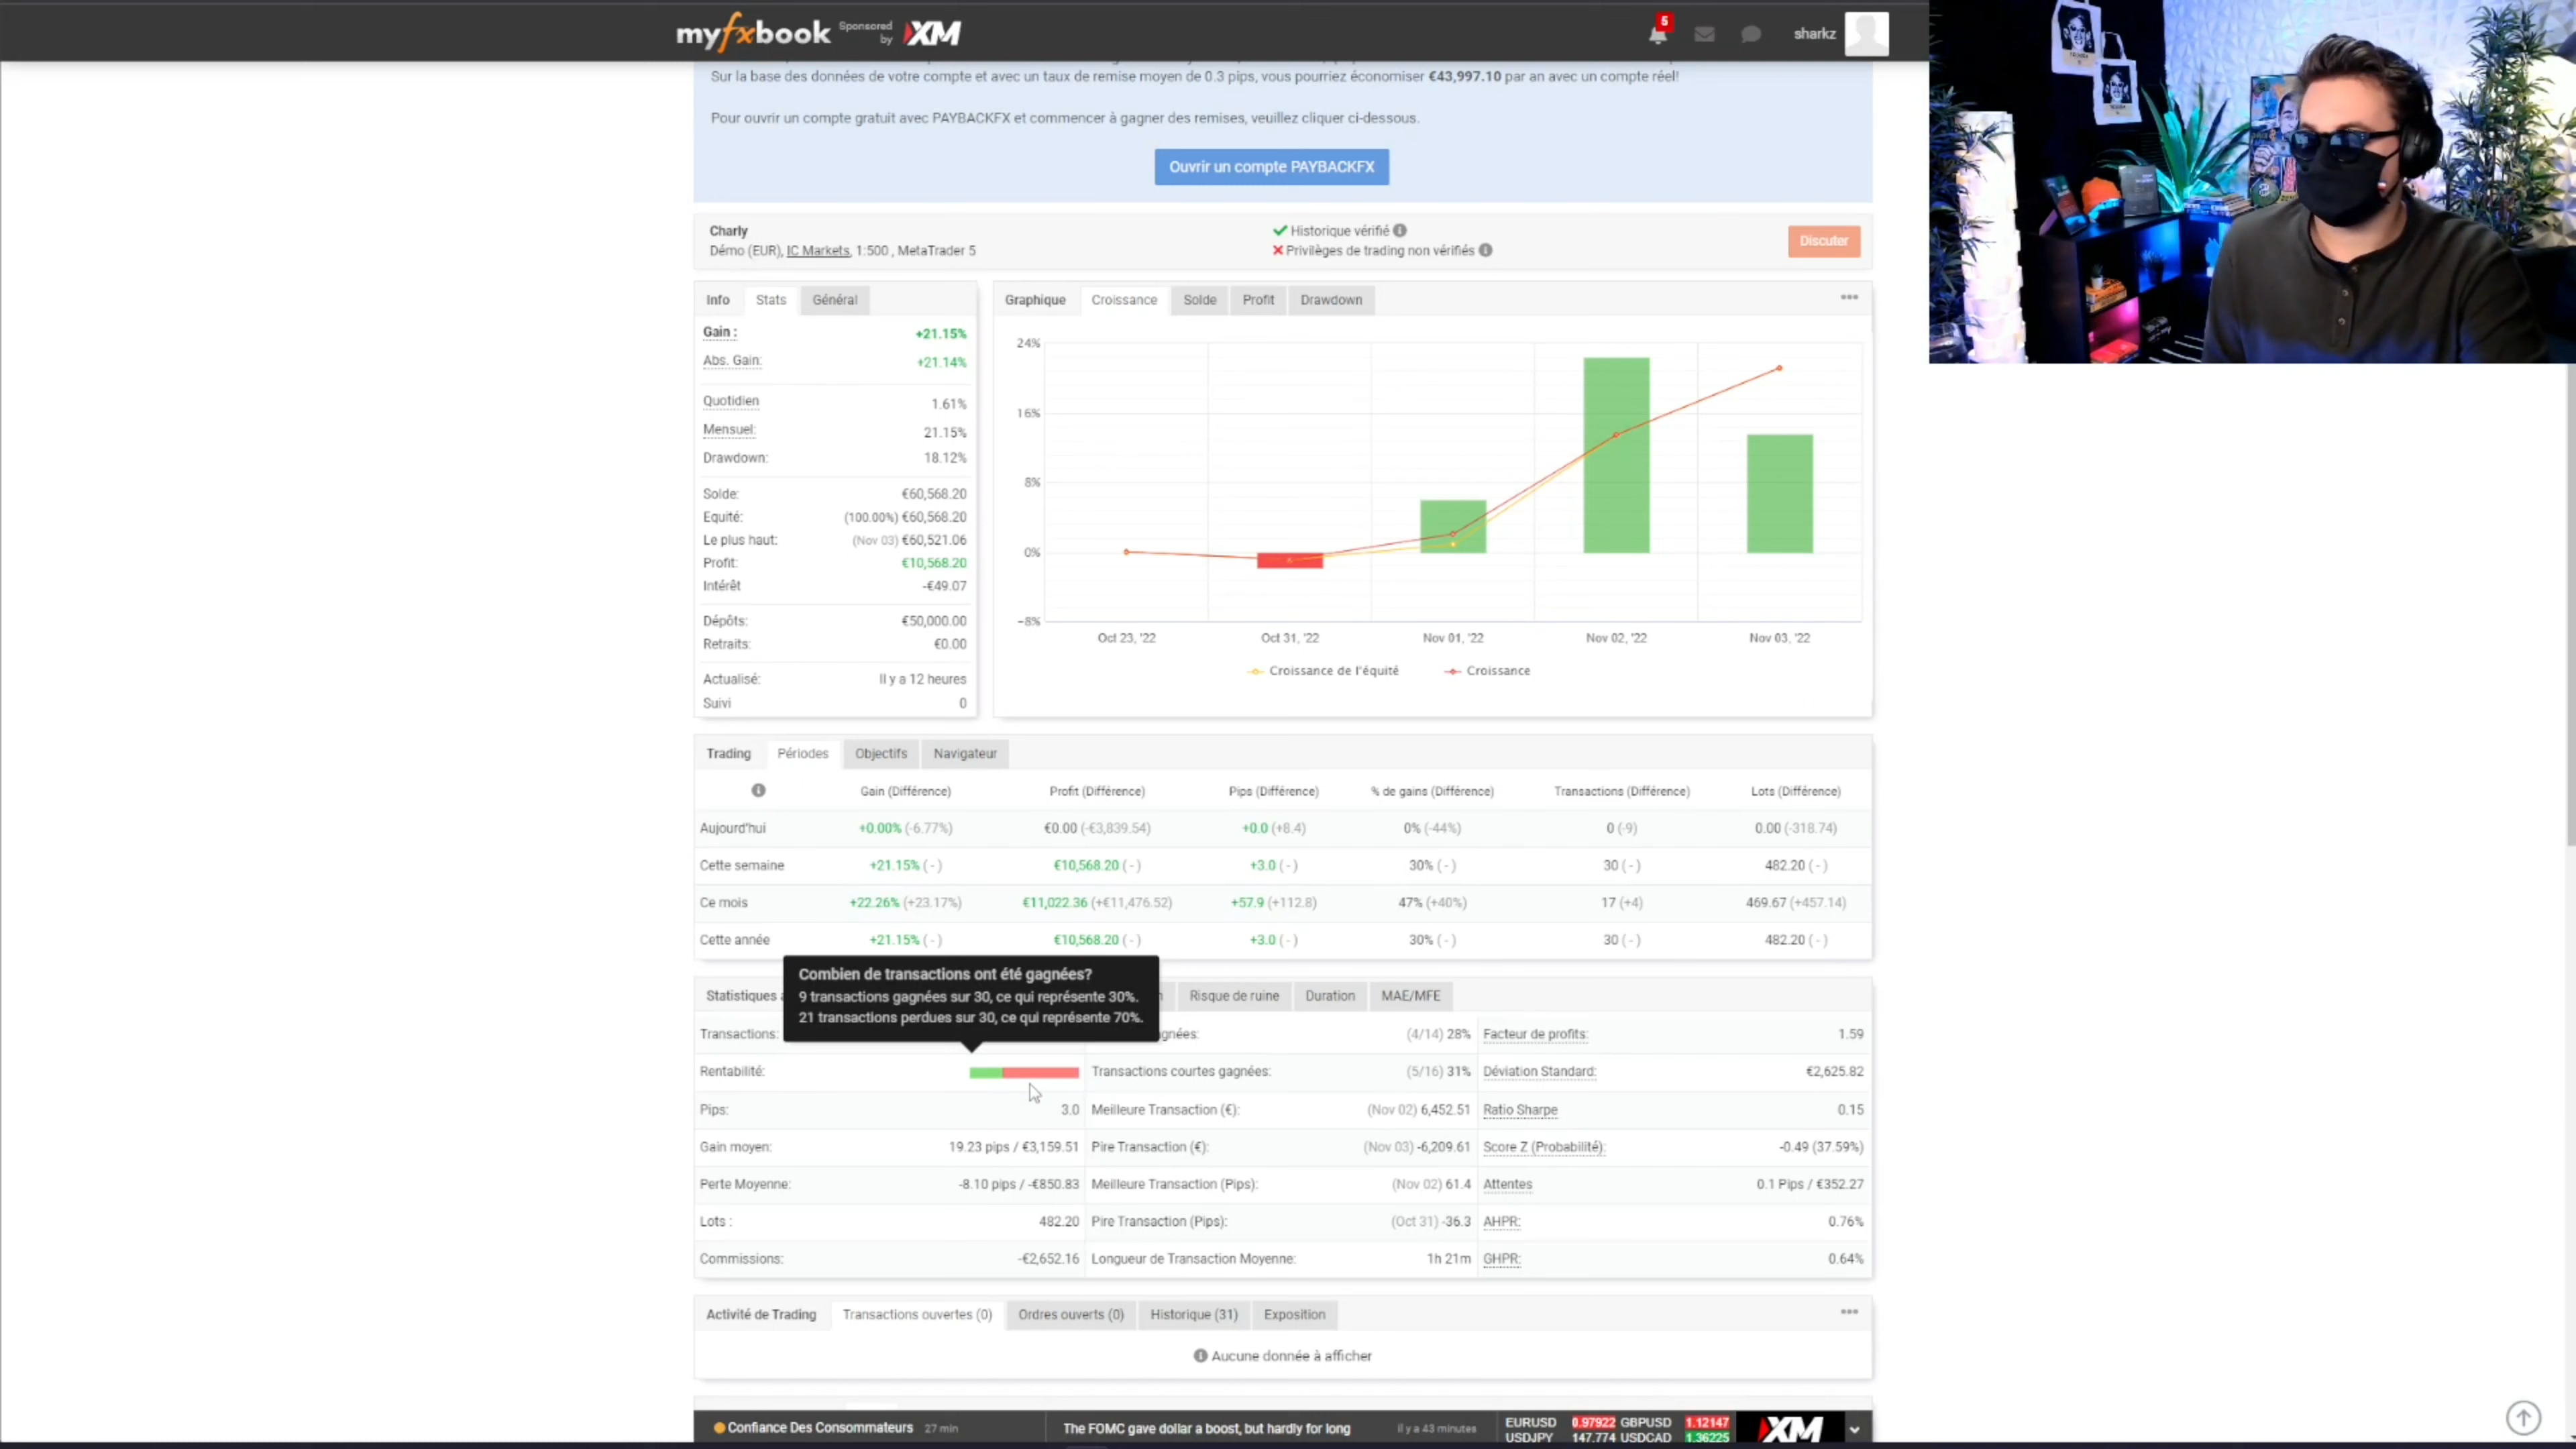 myfxbook Sponsored by XM
5
sharkz
Sur la base des données de votre compte et avec un taux de remise moyen de 0.3 pips, vous pourriez économiser €43,997.10 par an avec un compte réel!
Pour ouvrir un compte gratuit avec PAYBACKFX et commencer à gagner des remises, veuillez cliquer ci-dessous.
Ouvrir un compte PAYBACKFX
Charly
Démo (EUR), IC Markets, 1:500 , MetaTrader 5
Historique vérifié
Privilèges de trading non vérifiés
Discuter
Info Stats Général
Gain : +21.15%
Abs. Gain: +21.14%
Quotidien 1.61%
Mensuel: 21.15%
Drawdown: 18.12%
Solde: €60,568.20
Equité: (100.00%) €60,568.20
Le plus haut: (Nov 03) €60,521.06
Profit: €10,568.20
Intérêt -€49.07
Dépôts: €50,000.00
Retraits: €0.00
Actualisé: Il y a 12 heures
Suivi 0
Graphique Croissance Solde Profit Drawdown
24%
16%
8%
0%
-8%
Oct 23, '22 Oct 31, '22 Nov 01, '22 Nov 02, '22 Nov 03, '22
Croissance de l'équité Croissance
Trading Périodes Objectifs Navigateur
Gain (Différence) Profit (Différence) Pips (Différence) % de gains (Différence) Transactions (Différence) Lots (Différence)
Aujourd'hui +0.00% (-6.77%) €0.00 (-€3,839.54) +0.0 (+8.4) 0% (-44%) 0 (-9) 0.00 (-318.74)
Cette semaine +21.15% ( - ) €10,568.20 ( - ) +3.0 ( - ) 30% ( - ) 30 ( - ) 482.20 ( - )
Ce mois +22.26% (+23.17%) €11,022.36 (+€11,476.52) +57.9 (+112.8) 47% (+40%) 17 (+4) 469.67 (+457.14)
Cette année +21.15% ( - ) €10,568.20 ( - ) +3.0 ( - ) 30% ( - ) 30 ( - ) 482.20 ( - )
Combien de transactions ont été gagnées?
9 transactions gagnées sur 30, ce qui représente 30%.
21 transactions perdues sur 30, ce qui représente 70%.
Statistiques Risque de ruine Duration MAE/MFE
Transactions: gnées: (4/14) 28% Facteur de profits: 1.59
Rentabilité: Transactions courtes gagnées: (5/16) 31% Déviation Standard: €2,625.82
Pips: 3.0 Meilleure Transaction (€): (Nov 02) 6,452.51 Ratio Sharpe 0.15
Gain moyen: 19.23 pips / €3,159.51 Pire Transaction (€): (Nov 03) -6,209.61 Score Z (Probabilité): -0.49 (37.59%)
Perte Moyenne: -8.10 pips / -€850.83 Meilleure Transaction (Pips): (Nov 02) 61.4 Attentes 0.1 Pips / €352.27
Lots : 482.20 Pire Transaction (Pips): (Oct 31) -36.3 AHPR: 0.76%
Commissions: -€2,652.16 Longueur de Transaction Moyenne: 1h 21m GHPR: 0.64%
Activité de Trading Transactions ouvertes (0) Ordres ouverts (0) Historique (31) Exposition
Aucune donnée à afficher
Confiance Des Consommateurs 27 min The FOMC gave dollar a boost, but hardly for long Il y a 43 minutes
EURUSD 0.97922 GBPUSD 1.12147
USDJPY 147.774 USDCAD 1.36225
XM